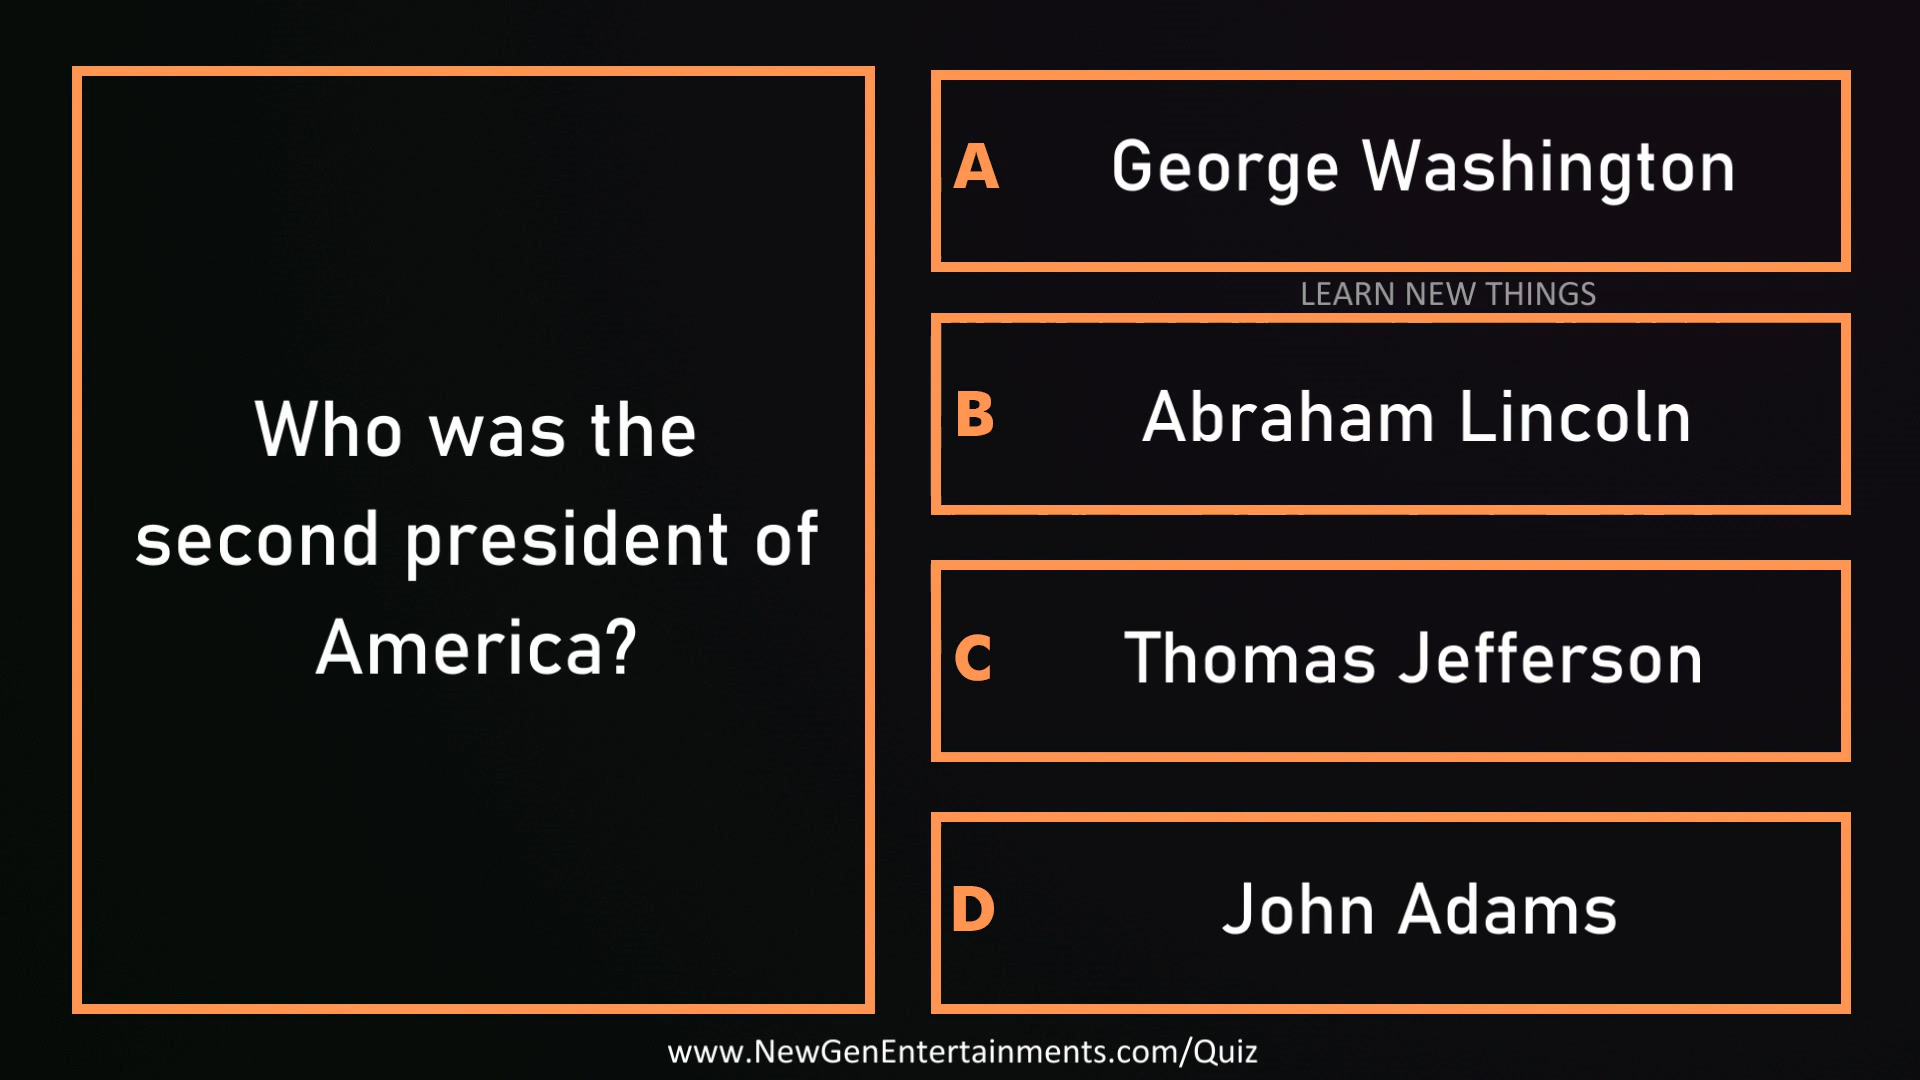 Who was the
second president of
America?
A George Washington
LEARN NEW THINGS
B Abraham Lincoln
C Thomas Jefferson
D John Adams
www.NewGenEntertainments.com/Quiz